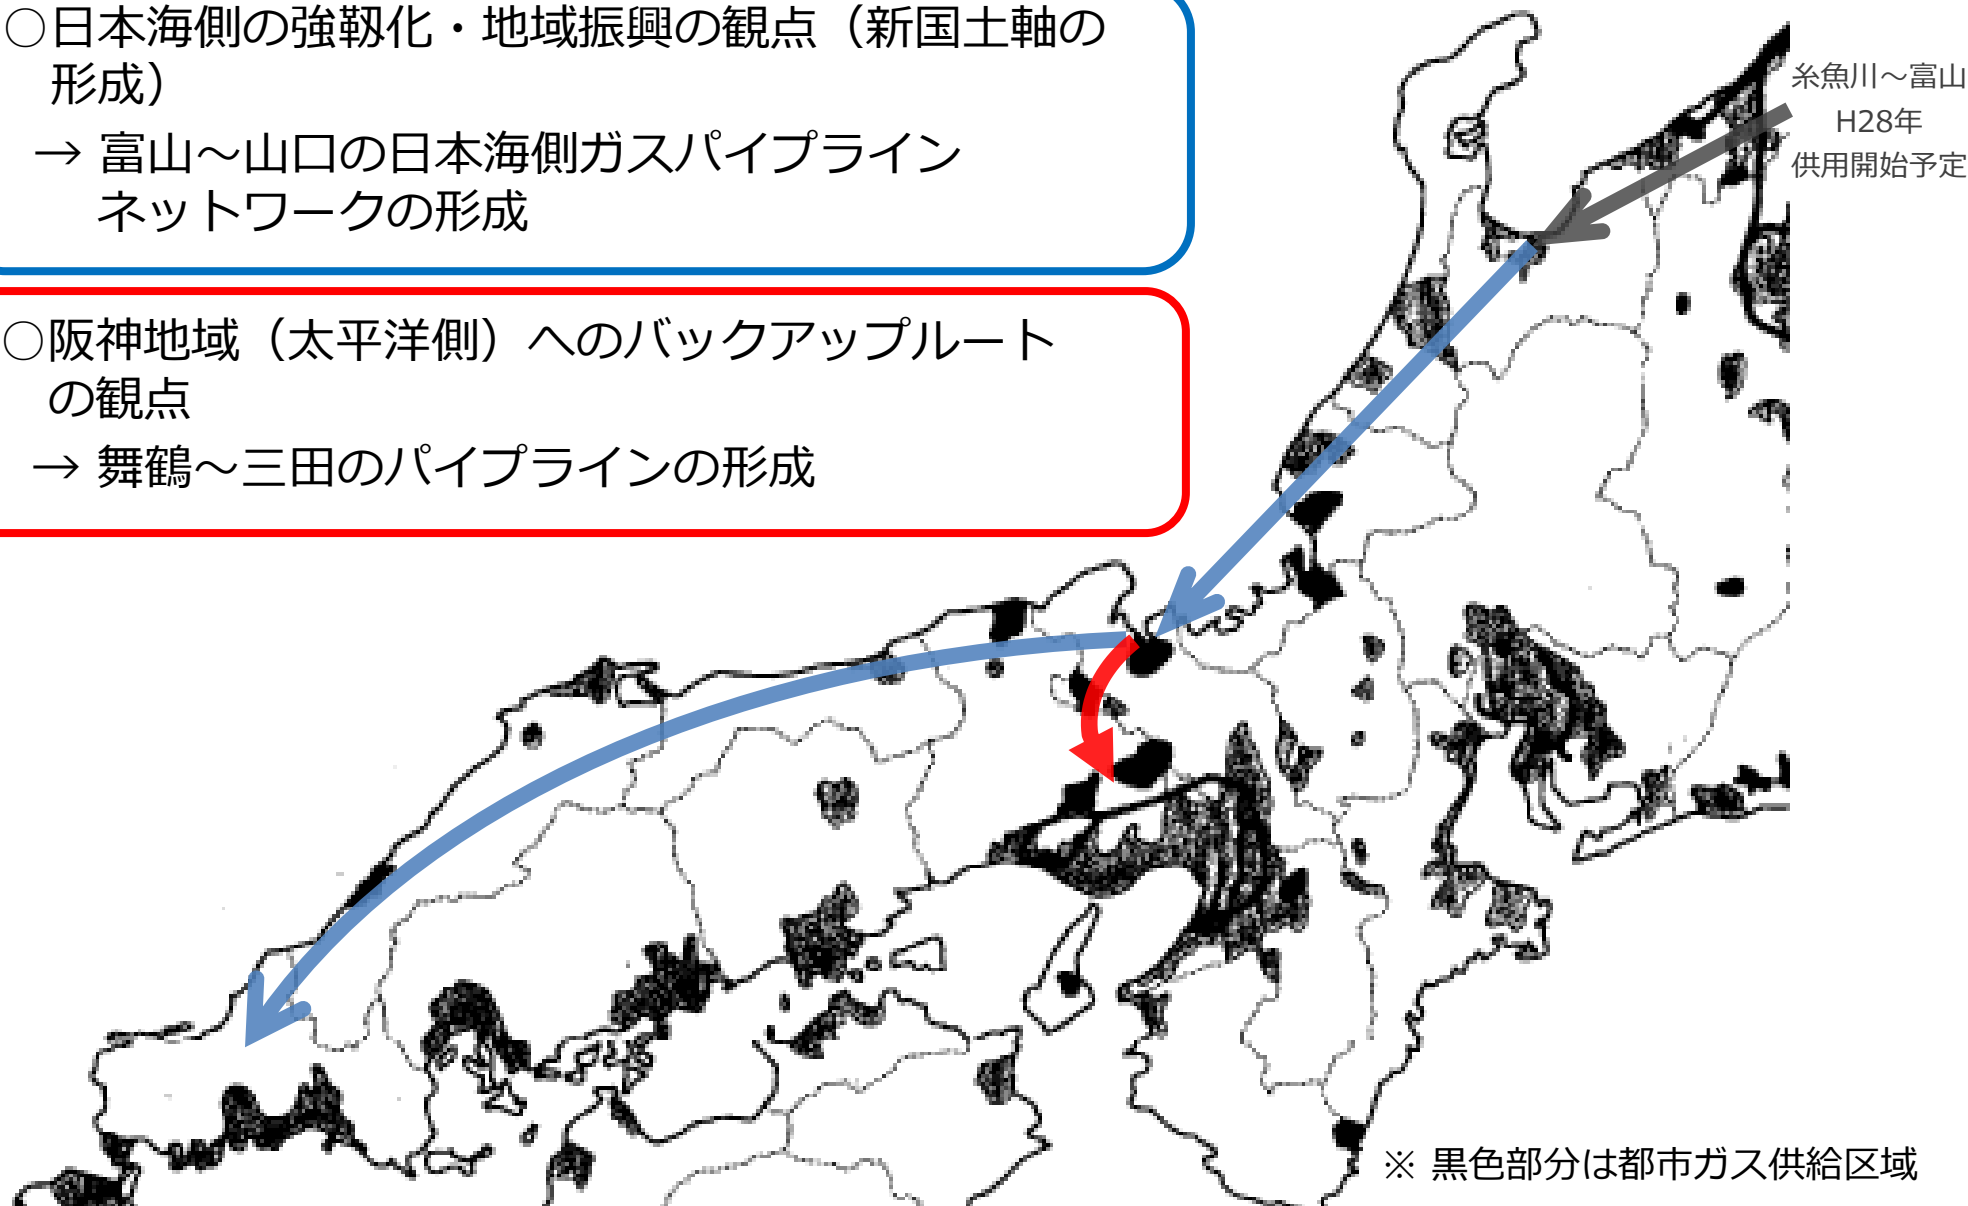 ○日本海側の強靱化・地域振興の観点（新国土軸の
形成）
→ 富山～山口の日本海側ガスパイプライン
ネットワークの形成
○阪神地域（太平洋側）へのバックアップルート
の観点
→ 舞鶴～三田のパイプラインの形成
糸魚川～富山
H28年
供用開始予定
※ 黒色部分は都市ガス供給区域